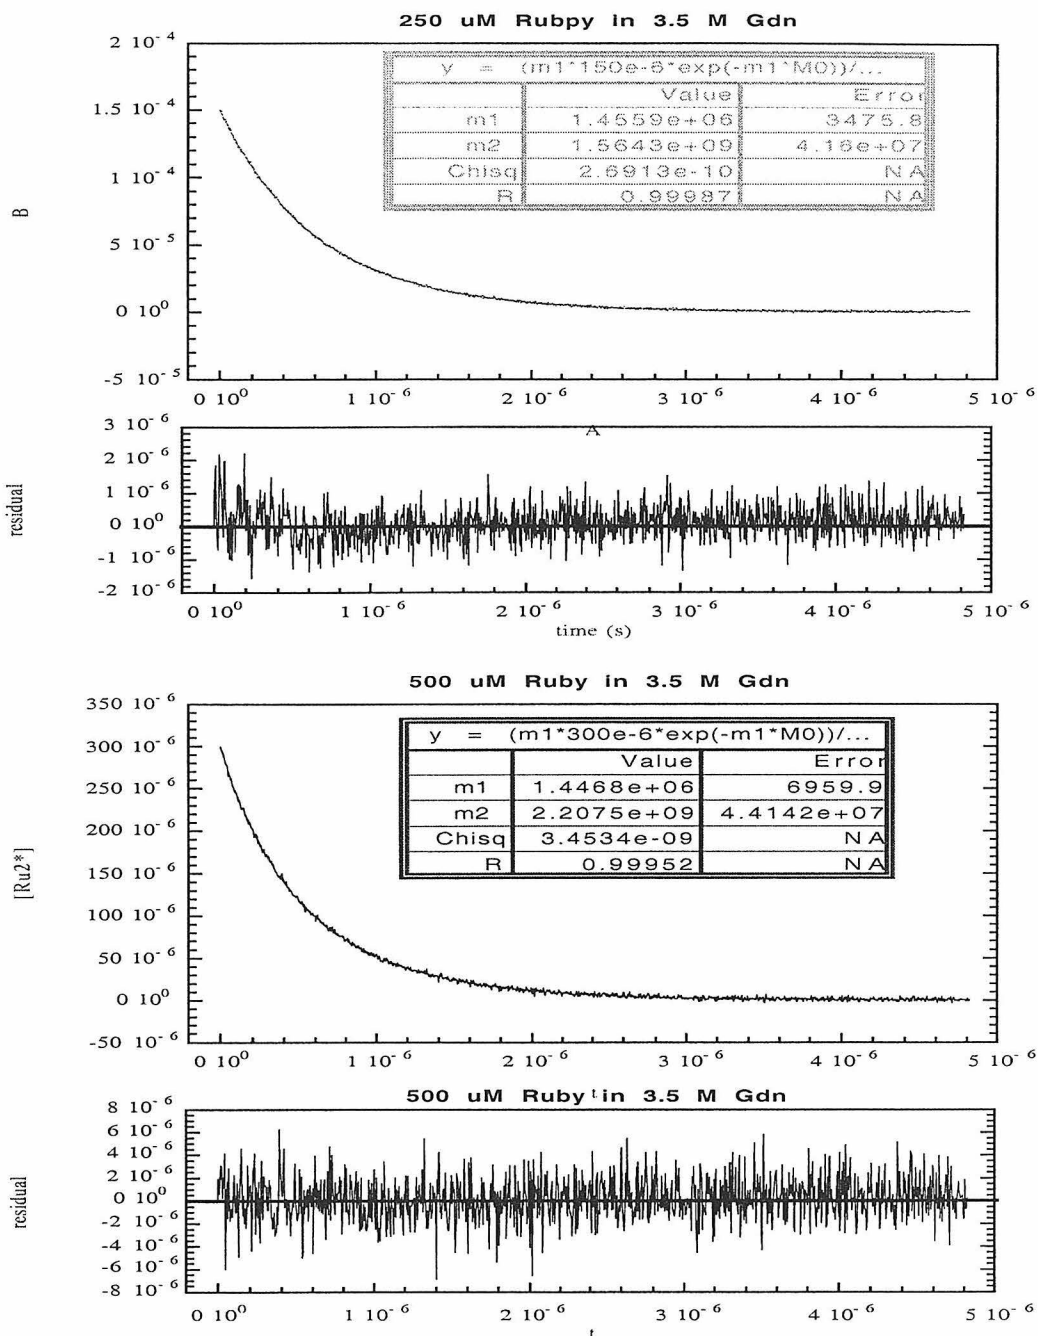 250 uM Rubpy in 3.5 M Gdn
2 10⁻⁴
1.5 10⁻⁴
1 10⁻⁴
5 10⁻⁵
0 10⁰
-5 10⁻⁵
B
y = (m1*150e-6*exp(-m1*M0))/...
Value Error
m1 1.4559e+06 3475.8
m2 1.5643e+09 4.16e+07
Chisq 2.6913e-10 NA
R 0.99987 NA
0 10⁰ 1 10⁻⁶ 2 10⁻⁶ 3 10⁻⁶ 4 10⁻⁶ 5 10⁻⁶
A
3 10⁻⁶
2 10⁻⁶
1 10⁻⁶
0 10⁰
-1 10⁻⁶
-2 10⁻⁶
residual
0 10⁰ 1 10⁻⁶ 2 10⁻⁶ 3 10⁻⁶ 4 10⁻⁶ 5 10⁻⁶
time (s)
500 uM Ruby in 3.5 M Gdn
350 10⁻⁶
300 10⁻⁶
250 10⁻⁶
200 10⁻⁶
150 10⁻⁶
100 10⁻⁶
50 10⁻⁶
0 10⁰
-50 10⁻⁶
[Ru2*]
y = (m1*300e-6*exp(-m1*M0))/...
Value Error
m1 1.4468e+06 6959.9
m2 2.2075e+09 4.4142e+07
Chisq 3.4534e-09 NA
R 0.99952 NA
0 10⁰ 1 10⁻⁶ 2 10⁻⁶ 3 10⁻⁶ 4 10⁻⁶ 5 10⁻⁶
t
500 uM Ruby in 3.5 M Gdn
8 10⁻⁶
6 10⁻⁶
4 10⁻⁶
2 10⁻⁶
0 10⁰
-2 10⁻⁶
-4 10⁻⁶
-6 10⁻⁶
-8 10⁻⁶
residual
0 10⁰ 1 10⁻⁶ 2 10⁻⁶ 3 10⁻⁶ 4 10⁻⁶ 5 10⁻⁶
t